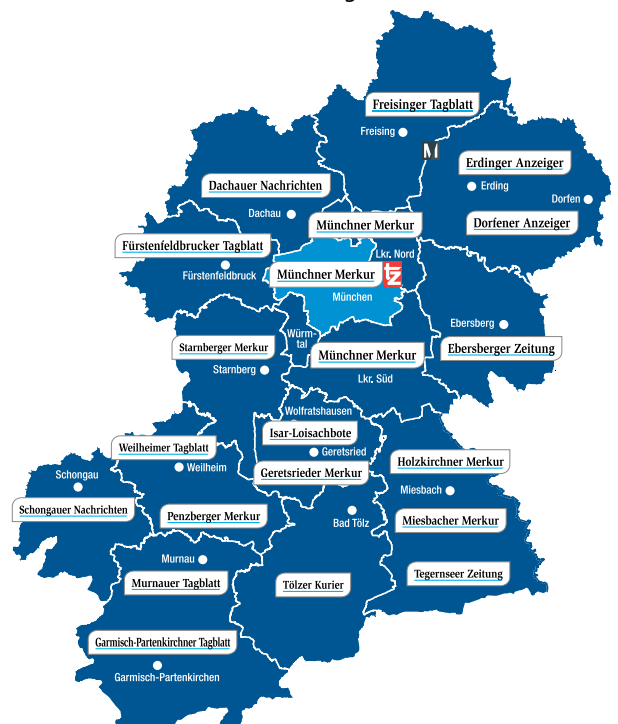 Freisinger Tagblatt
Freising
M
Erdinger Anzeiger
Erding
Dachauer Nachrichten
Dorfen
Dachau
Münchner Merkur
Dorfener Anzeiger
Fürstenfeldbrucker Tagblatt
Lkr. Nord
Fürstenfeldbruck
Münchner Merkur
tz
München
Ebersberg
Würm-
tal
Starnberger Merkur
Münchner Merkur
Ebersberger Zeitung
Starnberg
Lkr. Süd
Wolfratshausen
Isar-Loisachbote
Weilheimer Tagblatt
Geretsried
Holzkirchner Merkur
Weilheim
Schongau
Geretsrieder Merkur
Miesbach
Schongauer Nachrichten
Penzberger Merkur
Bad Tölz
Miesbacher Merkur
Murnau
Murnauer Tagblatt
Tölzer Kurier
Tegernseer Zeitung
Garmisch-Partenkirchner Tagblatt
Garmisch-Partenkirchen